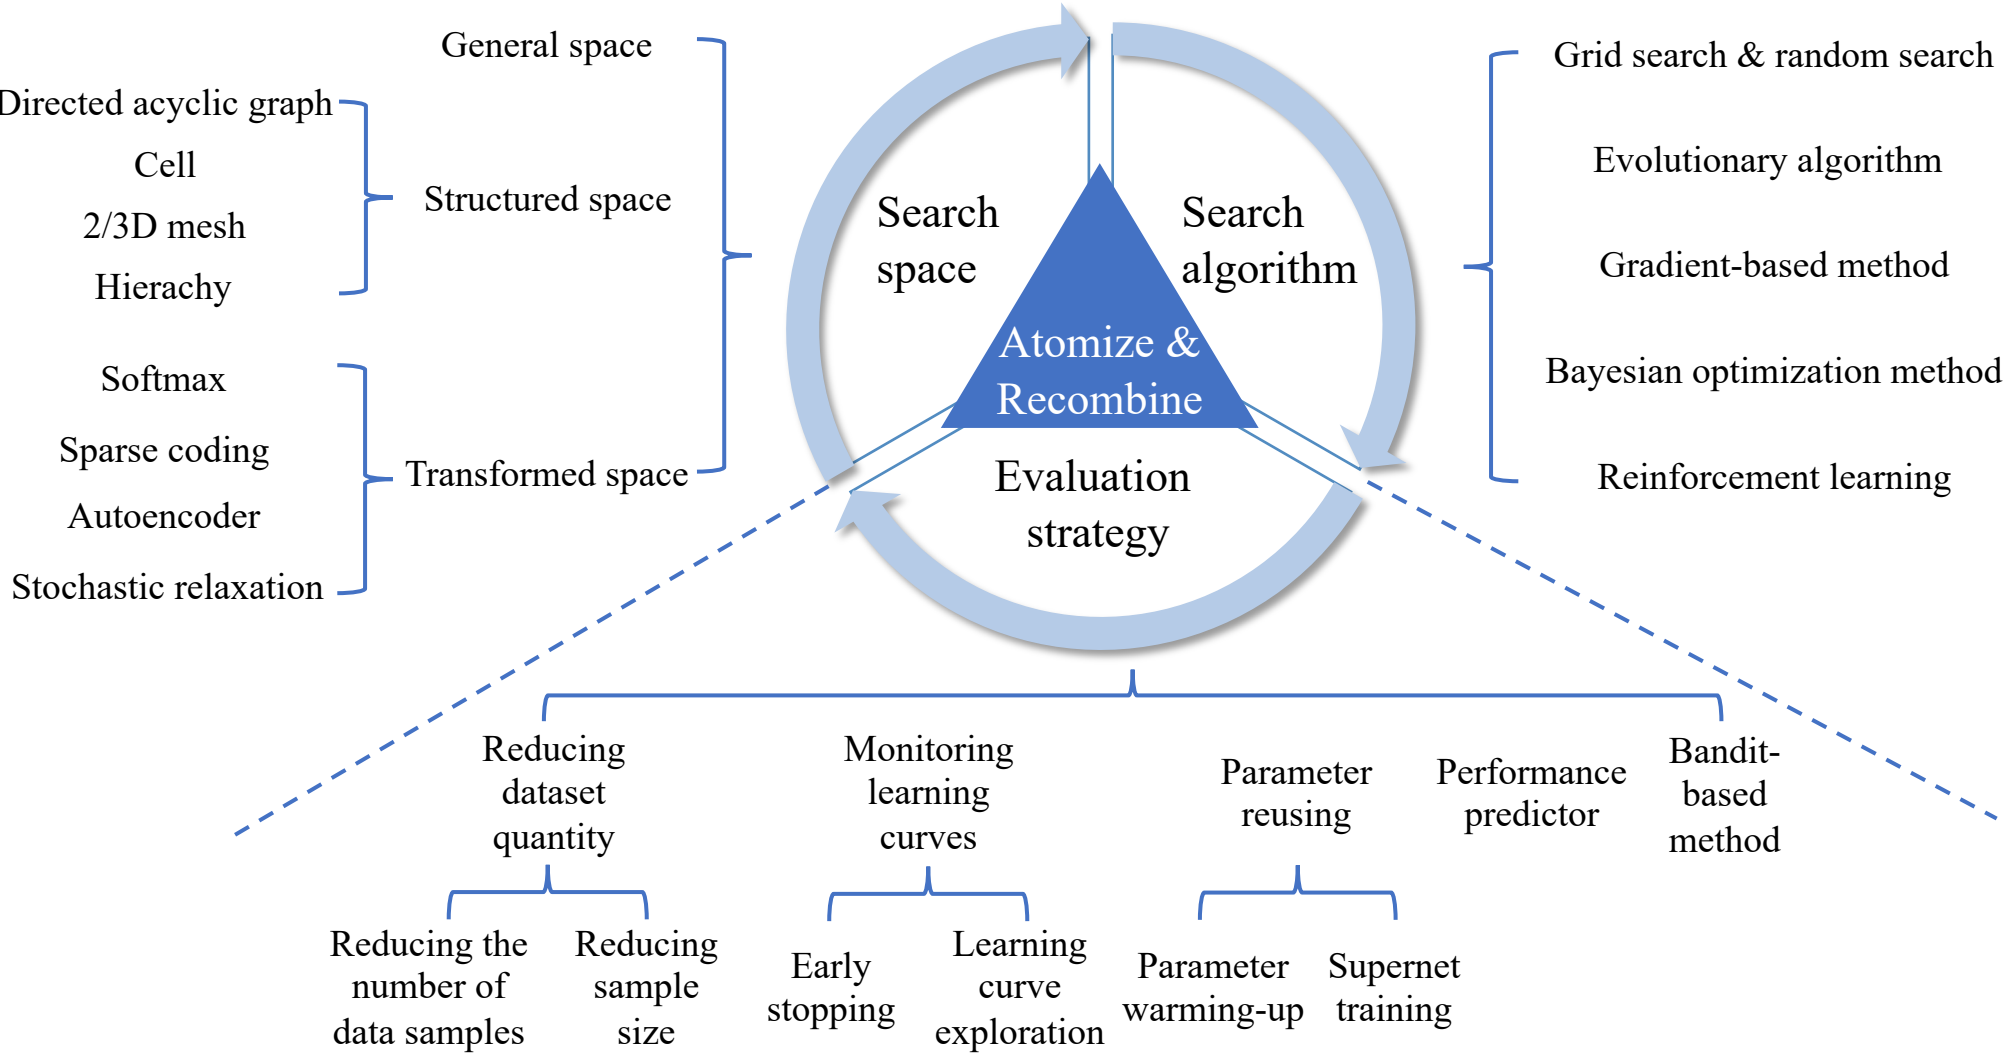 General space
Directed acyclic graph
Cell
2/3D mesh
Hierachy
Structured space
Softmax
Sparse coding
Autoencoder
Stochastic relaxation
Transformed space
Search
space
Search
algorithm
Atomize &
Recombine
Evaluation
strategy
Grid search & random search
Evolutionary algorithm
Gradient-based method
Bayesian optimization method
Reinforcement learning
Reducing
dataset
quantity
Monitoring
learning
curves
Parameter
reusing
Performance
predictor
Bandit-
based
method
Reducing the
number of
data samples
Reducing
sample
size
Early
stopping
Learning
curve
exploration
Parameter
warming-up
Supernet
training